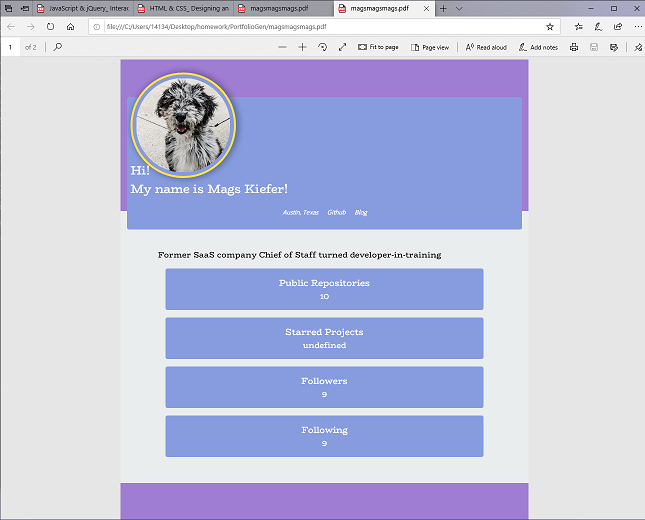 JavaScript & jQuery_ Interac
HTML & CSS_ Designing an
magsmagsmags.pdf
magsmagsmags.pdf
file:///C:/Users/14134/Desktop/homework/PortfolioGen/magsmagsmags.pdf
1 of 2
Fit to page
Page view
Read aloud
Add notes
Hi!
My name is Mags Kiefer!
Austin, Texas Github Blog
Former SaaS company Chief of Staff turned developer-in-training
Public Repositories
10
Starred Projects
undefined
Followers
9
Following
9